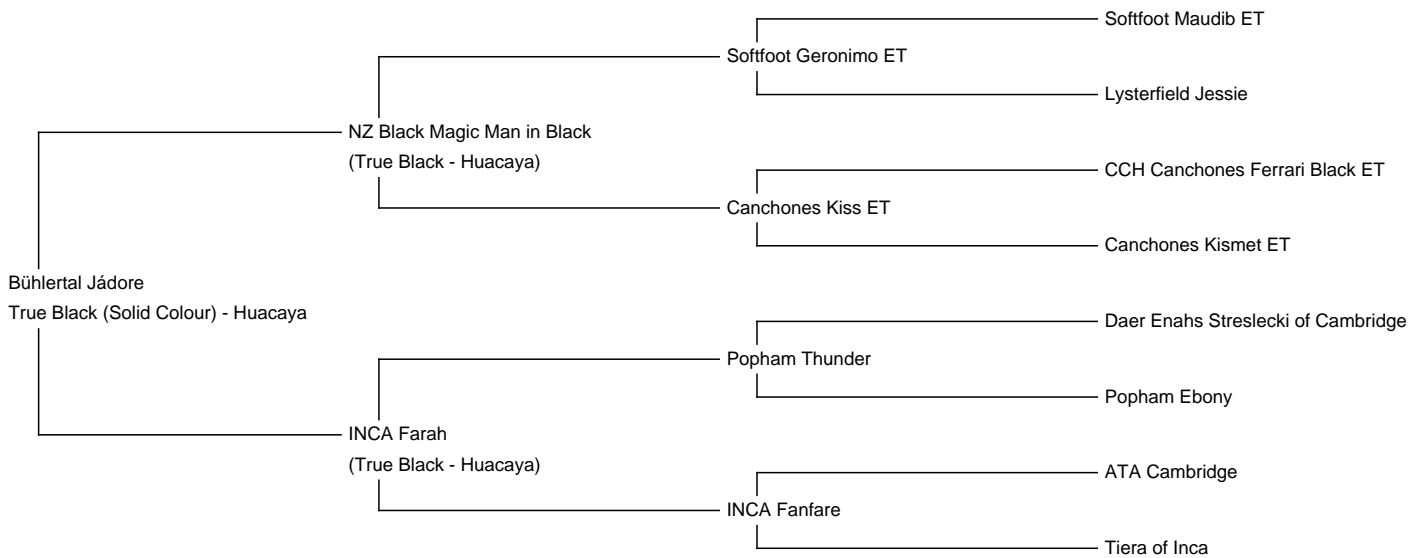 Softfoot Maudib ET
Softfoot Geronimo ET
Lysterfield Jessie
NZ Black Magic Man in Black
(True Black - Huacaya)
CCH Canchones Ferrari Black ET
Canchones Kiss ET
Canchones Kismet ET
Bühlertal Jádore
True Black (Solid Colour) - Huacaya
Daer Enahs Streslecki of Cambridge
Popham Thunder
Popham Ebony
INCA Farah
(True Black - Huacaya)
ATA Cambridge
INCA Fanfare
Tiera of Inca